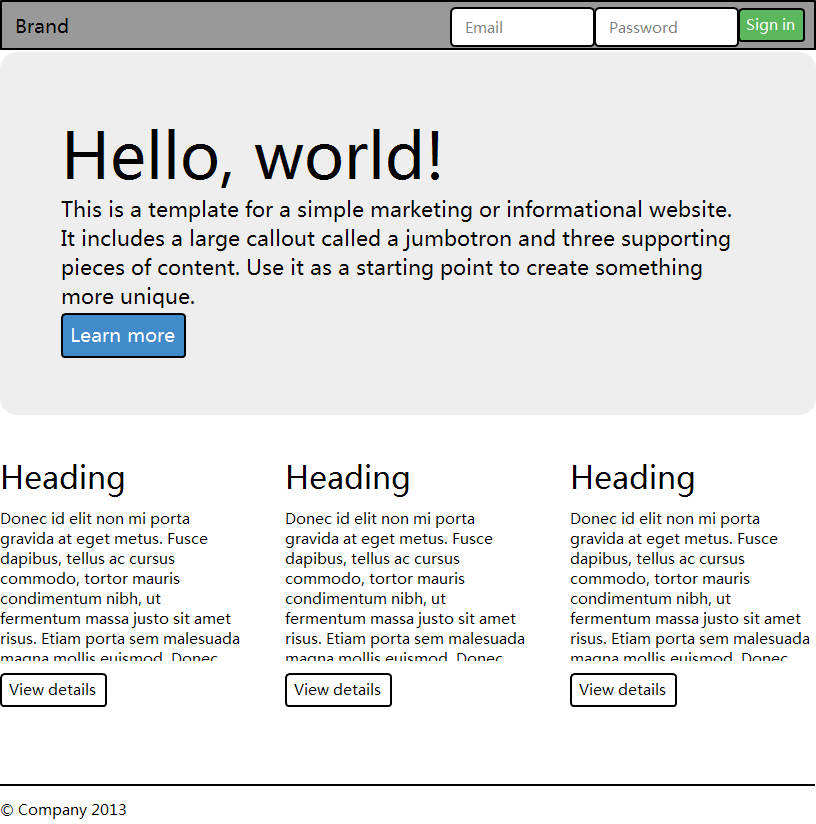 Brand Email Password Sign in
Hello, world!
This is a template for a simple marketing or informational website.
It includes a large callout called a jumbotron and three supporting
pieces of content. Use it as a starting point to create something
more unique.
Learn more
Heading
Donec id elit non mi porta
gravida at eget metus. Fusce
dapibus, tellus ac cursus
commodo, tortor mauris
condimentum nibh, ut
fermentum massa justo sit amet
risus. Etiam porta sem malesuada
magna mollis euismod. Donec
View details
Heading
Donec id elit non mi porta
gravida at eget metus. Fusce
dapibus, tellus ac cursus
commodo, tortor mauris
condimentum nibh, ut
fermentum massa justo sit amet
risus. Etiam porta sem malesuada
magna mollis euismod. Donec
View details
Heading
Donec id elit non mi porta
gravida at eget metus. Fusce
dapibus, tellus ac cursus
commodo, tortor mauris
condimentum nibh, ut
fermentum massa justo sit amet
risus. Etiam porta sem malesuada
magna mollis euismod. Donec
View details
© Company 2013